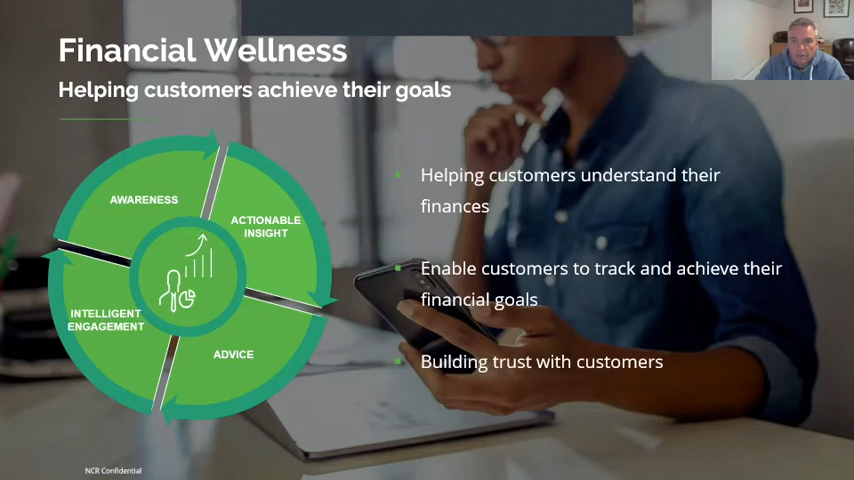 Financial Wellness
Helping customers achieve their goals
AWARENESS
ACTIONABLE
INSIGHT
INTELLIGENT
ENGAGEMENT
ADVICE
Helping customers understand their
finances
Enable customers to track and achieve their
financial goals
Building trust with customers
NCR Confidential